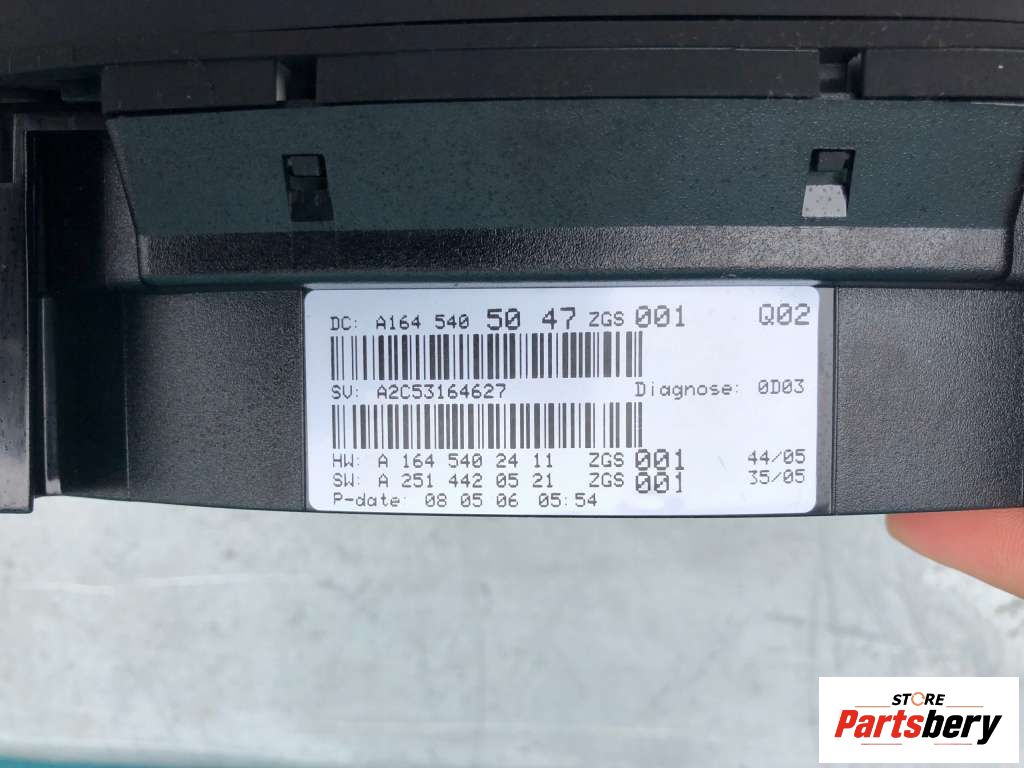 DC: A164 540 50 47 ZGS 001 Q02
SV: A2C53164627 Diagnose: 0D03
HW: A 164 540 24 11 ZGS 001 44/05
SW: A 251 442 05 21 ZGS 001 35/05
P-date: 08 05 06 05:54
STORE
Partsbery